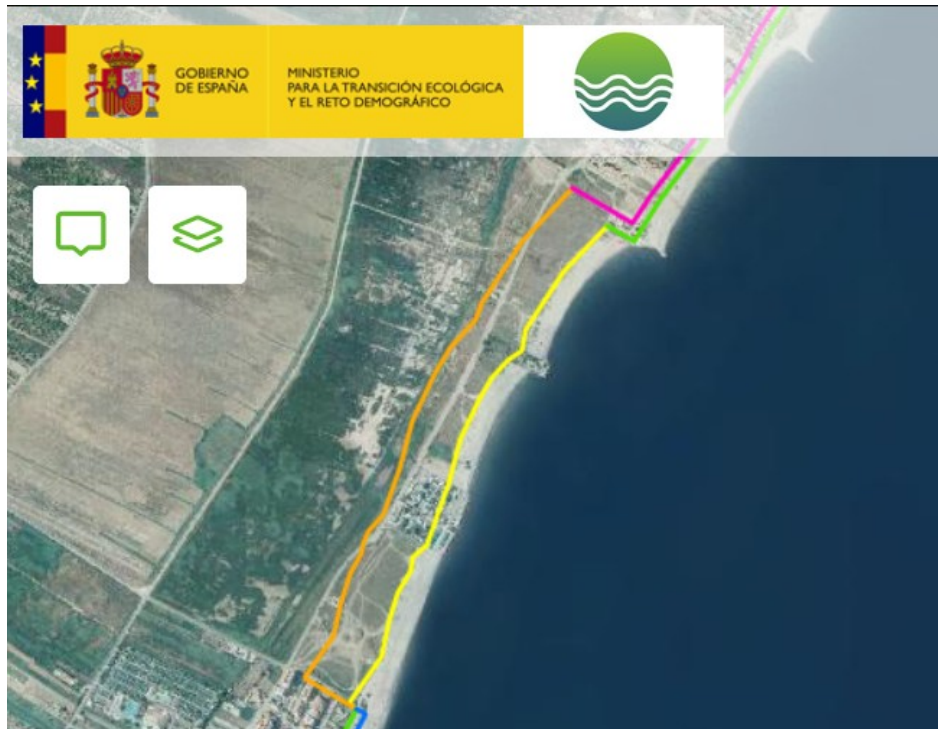 GOBIERNO
DE ESPAÑA
MINISTERIO
PARA LA TRANSICIÓN ECOLÓGICA
Y EL RETO DEMOGRÁFICO